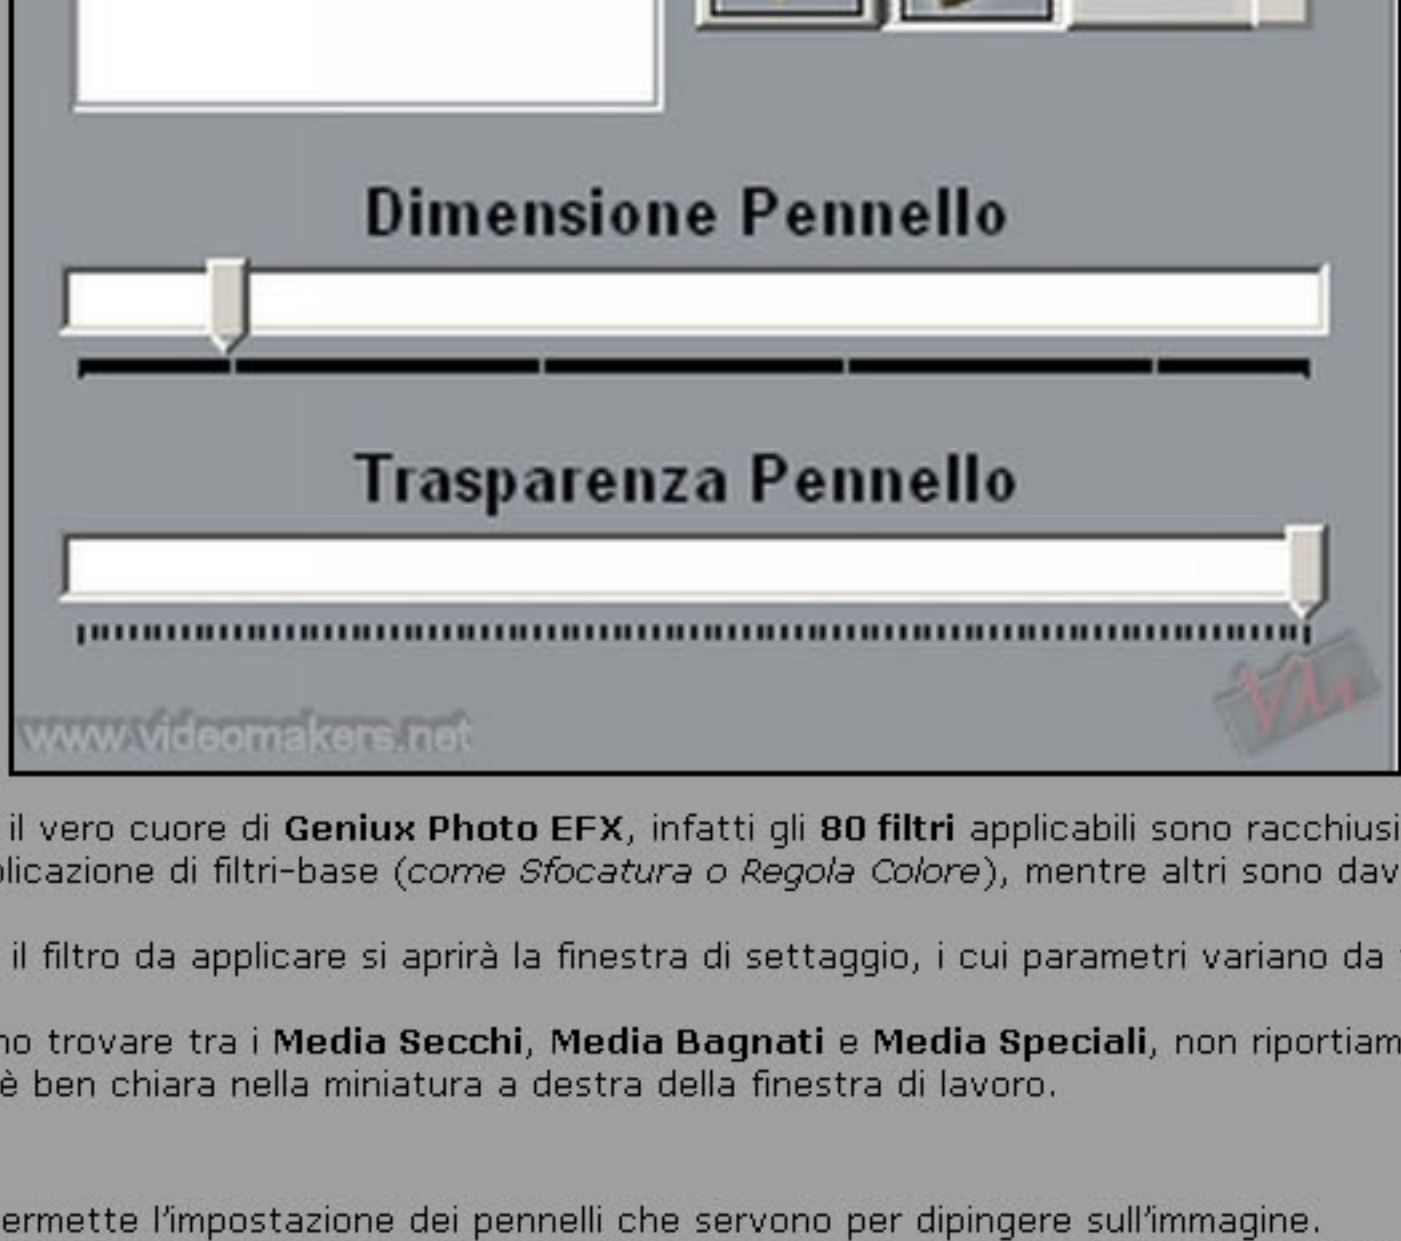 Dimensione Pennello
Trasparenza Pennello
www.videomakers.net
VM
il vero cuore di Geniux Photo EFX, infatti gli 80 filtri applicabili sono racchiusi
plicazione di filtri-base (come Sfocatura o Regola Colore), mentre altri sono dav
il filtro da applicare si aprirà la finestra di settaggio, i cui parametri variano da
no trovare tra i Media Secchi, Media Bagnati e Media Speciali, non riportiam
è ben chiara nella miniatura a destra della finestra di lavoro.
ermette l'impostazione dei pennelli che servono per dipingere sull'immagine.